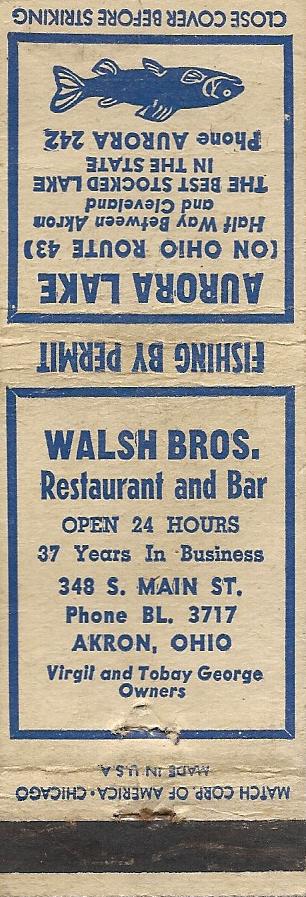 CLOSE COVER BEFORE STRIKING
AURORA LAKE
(ON OHIO ROUTE 43)
Half Way Between Akron
and Cleveland
THE BEST STOCKED LAKE
IN THE STATE
Phone AURORA 242
FISHING BY PERMIT
WALSH BROS.
Restaurant and Bar
OPEN 24 HOURS
37 Years In Business
348 S. MAIN ST.
Phone BL. 3717
AKRON, OHIO
Virgil and Tobay George
Owners
MATCH CORP. OF AMERICA • CHICAGO
MADE IN U.S.A.